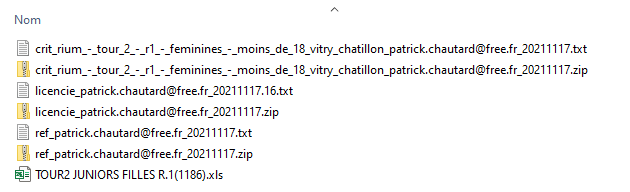 Nom
crit_rium_-_tour_2_-_r1_-_feminines_-_moins_de_18_vitry_chatillon_patrick.chautard@free.fr_20211117.txt
crit_rium_-_tour_2_-_r1_-_feminines_-_moins_de_18_vitry_chatillon_patrick.chautard@free.fr_20211117.zip
licencie_patrick.chautard@free.fr_20211117.16.txt
licencie_patrick.chautard@free.fr_20211117.zip
ref_patrick.chautard@free.fr_20211117.txt
ref_patrick.chautard@free.fr_20211117.zip
TOUR2 JUNIORS FILLES R.1(1186).xls